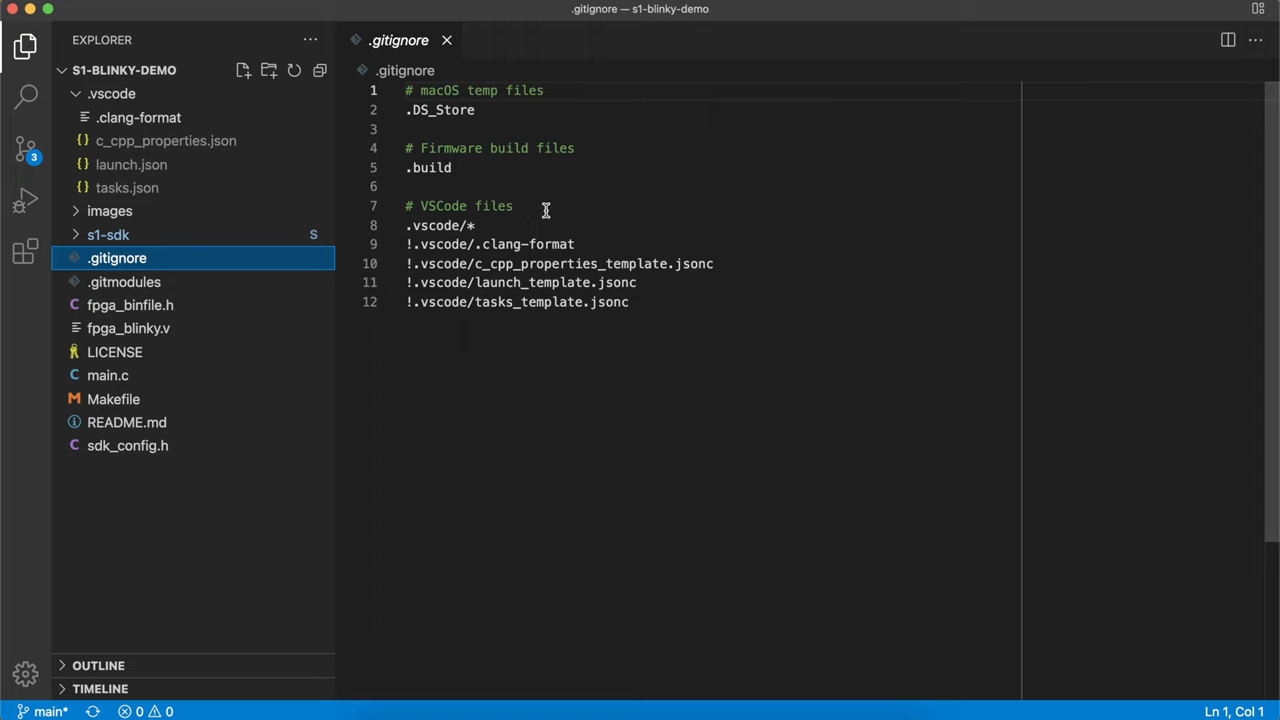 .gitignore — s1-blinky-demo
EXPLORER
S1-BLINKY-DEMO
.vscode
.clang-format
c_cpp_properties.json
launch.json
tasks.json
images
s1-sdk S
.gitignore
.gitmodules
fpga_binfile.h
fpga_blinky.v
LICENSE
main.c
Makefile
README.md
sdk_config.h
OUTLINE
TIMELINE
3
.gitignore
.gitignore
1 # macOS temp files
2 .DS_Store
3
4 # Firmware build files
5 .build
6
7 # VSCode files
8 .vscode/*
9 !.vscode/.clang-format
10 !.vscode/c_cpp_properties_template.jsonc
11 !.vscode/launch_template.jsonc
12 !.vscode/tasks_template.jsonc
main* 0 0 Ln 1, Col 1